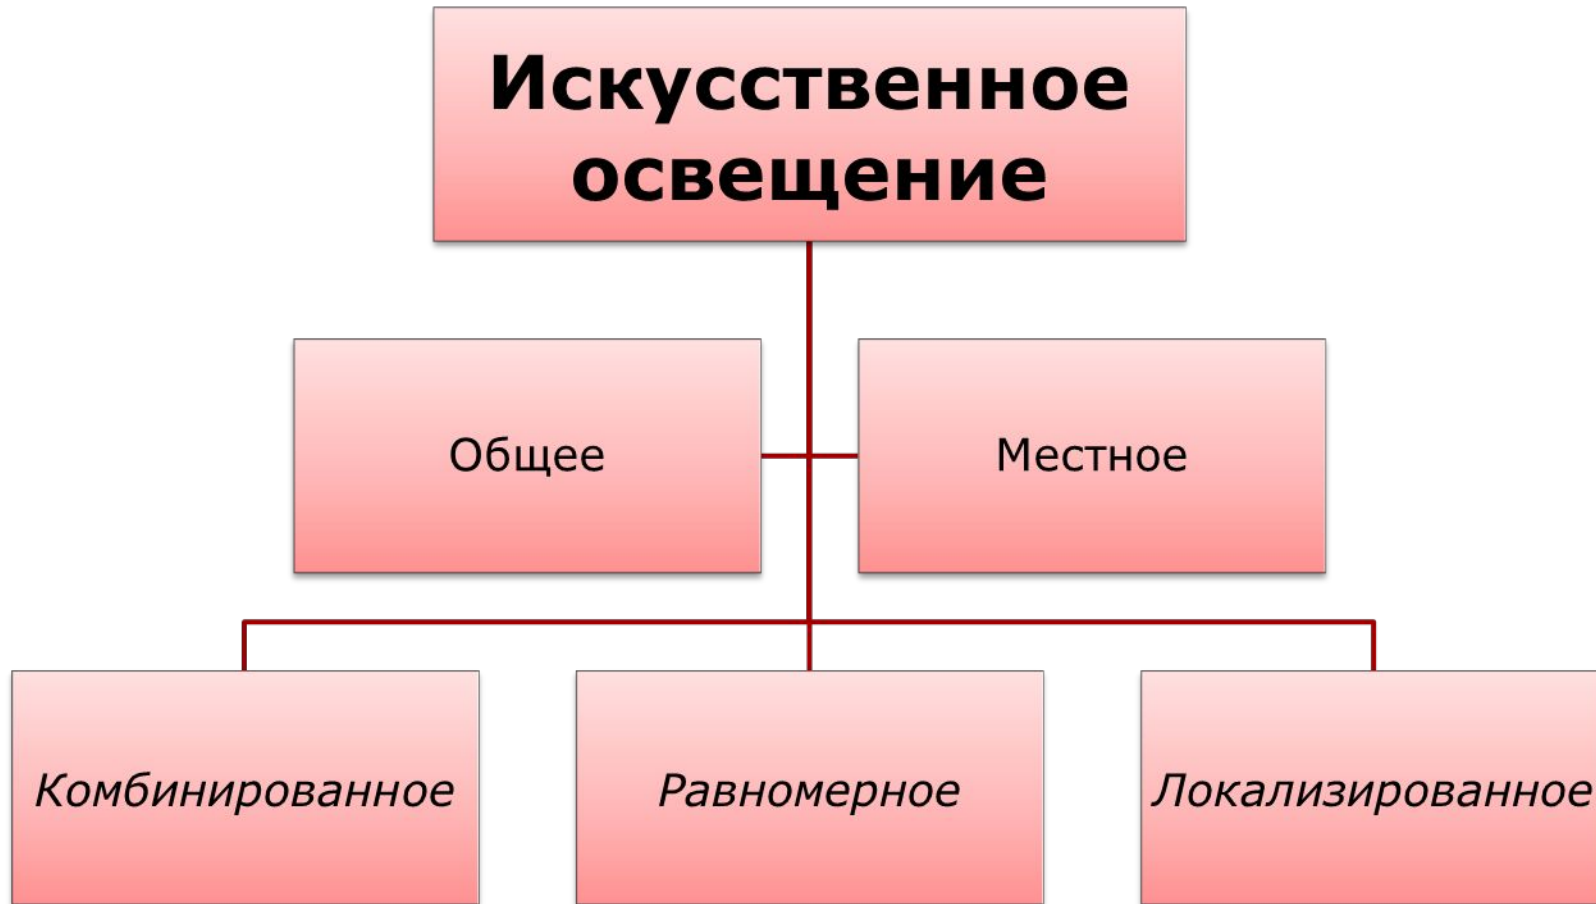 Искусственное
освещение
Общее
Местное
Комбинированное
Равномерное
Локализированное